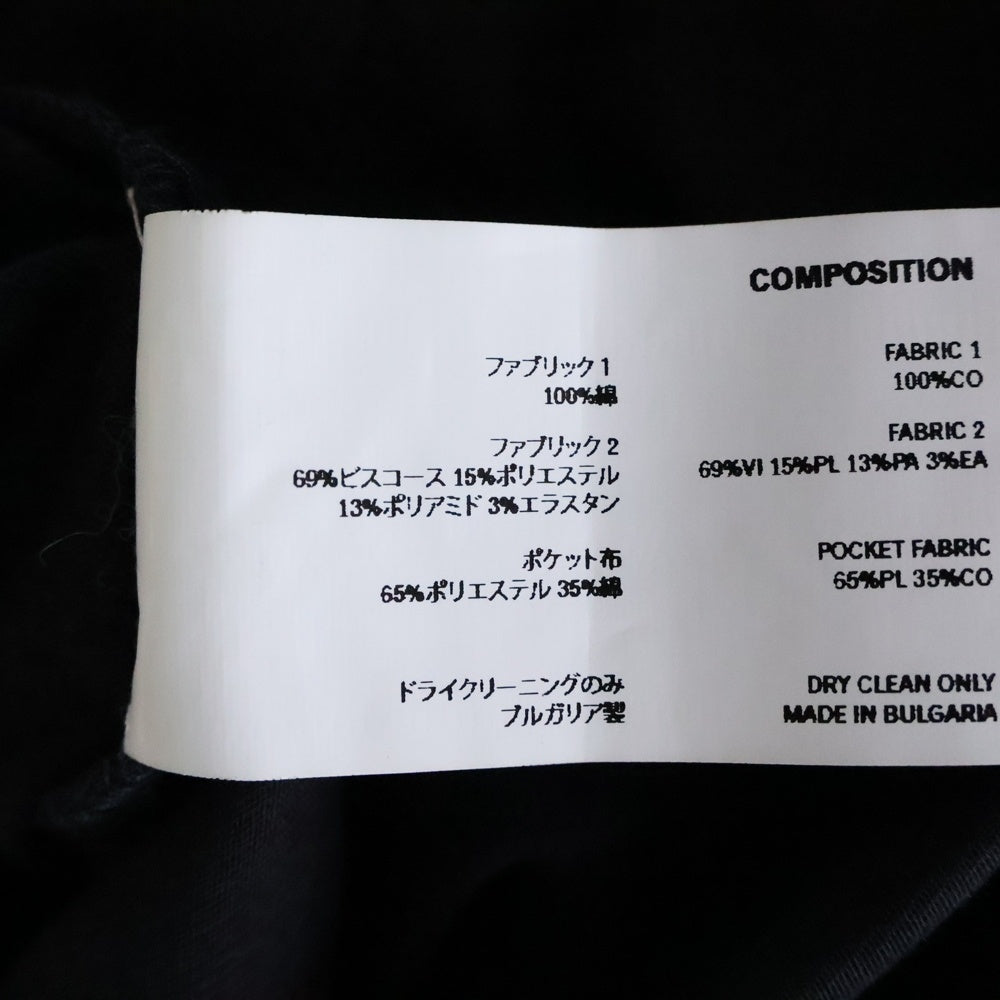 COMPOSITION
ファブリック 1
100%綿
ファブリック 2
69%ビスコース 15%ポリエステル
13%ポリアミド 3%エラスタン
ポケット布
65%ポリエステル 35%綿
ドライクリーニングのみ
ブルガリア製
FABRIC 1
100%CO
FABRIC 2
69%VI 15%PL 13%PA 3%EA
POCKET FABRIC
65%PL 35%CO
DRY CLEAN ONLY
MADE IN BULGARIA